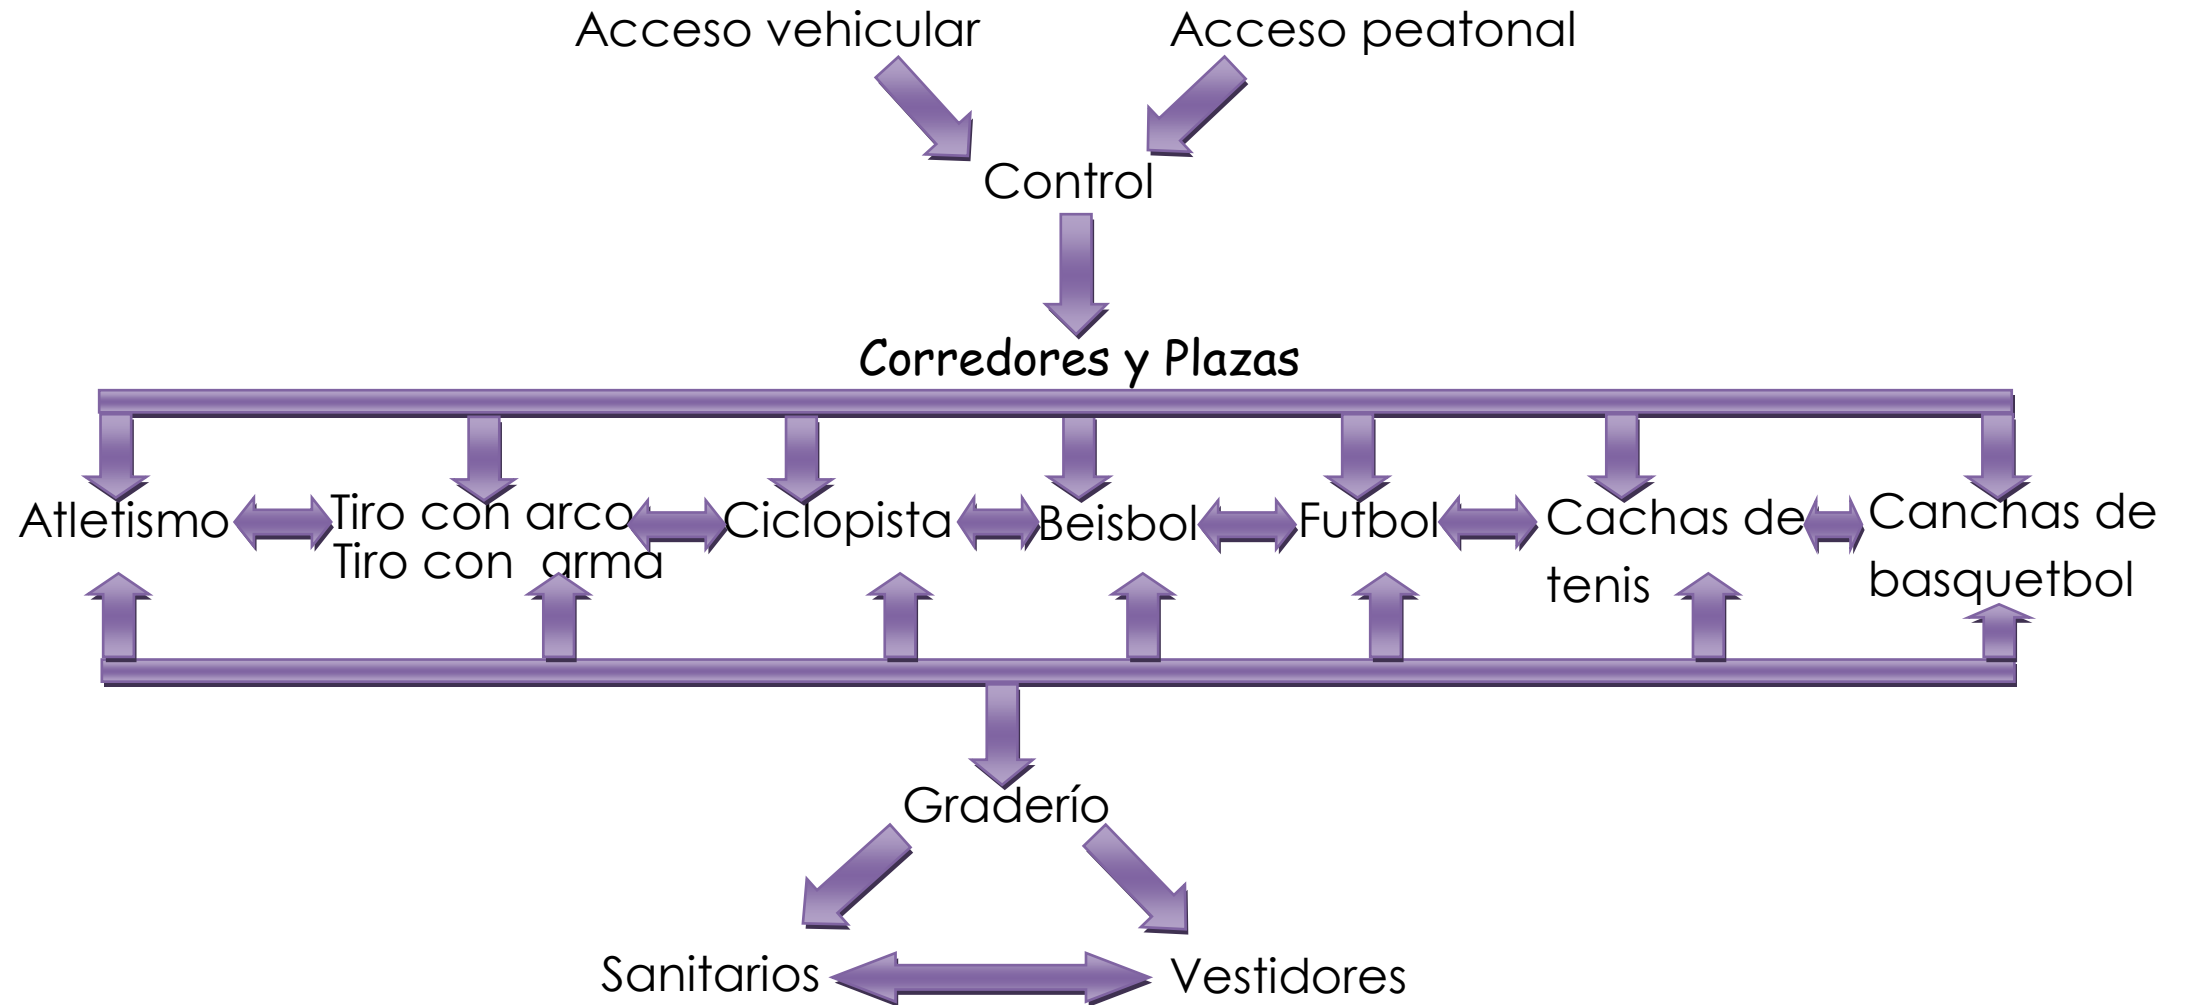 Acceso vehicular
Acceso peatonal
Control
Corredores y Plazas
Atletismo
Tiro con arco
Tiro con arma
Ciclopista
Beisbol
Futbol
Cachas de
tenis
Canchas de
basquetbol
Graderío
Sanitarios
Vestidores